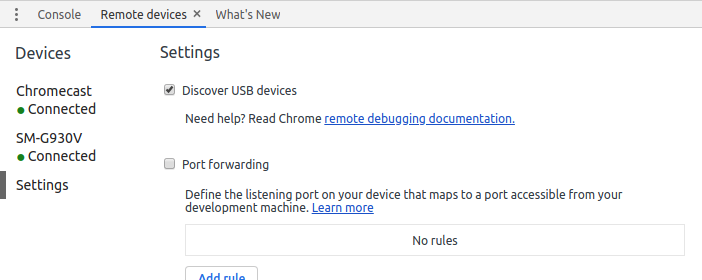 Console Remote devices × What's New
Devices
Chromecast
Connected
SM-G930V
Connected
Settings
Settings
Discover USB devices
Need help? Read Chrome remote debugging documentation.
Port forwarding
Define the listening port on your device that maps to a port accessible from your
development machine. Learn more
No rules
Add rule